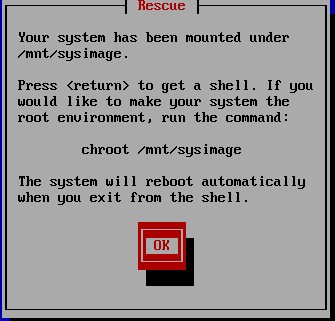 Rescue
Your system has been mounted under
/mnt/sysimage.
Press <return> to get a shell. If you
would like to make your system the
root environment, run the command:
chroot /mnt/sysimage
The system will reboot automatically
when you exit from the shell.
OK